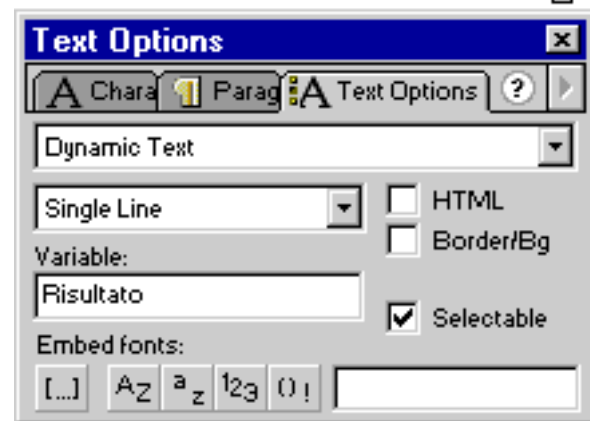 Text Options
A Chara ¶ Parag A Text Options ?
Dynamic Text
Single Line
HTML
Border/Bg
Variable:
Risultato
Selectable
Embed fonts:
[...] AZ az 123 ()!